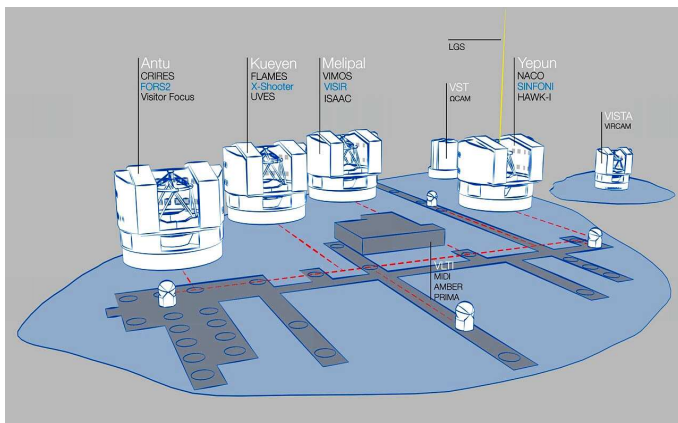 LGS
Antu
CRIRES
FORS2
Visitor Focus
Kueyen
FLAMES
X-Shooter
UVES
Melipal
VIMOS
VISIR
ISAAC
VST
ΩCAM
Yepun
NACO
SINFONI
HAWK-I
VISTA
VIRCAM
VLTI
MIDI
AMBER
PRIMA